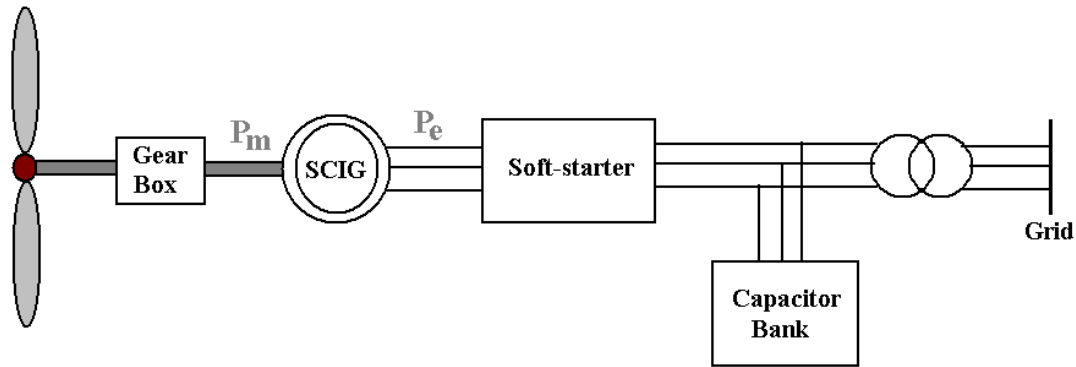 Gear
Box
Pm
SCIG
Pe
Soft-starter
Capacitor
Bank
Grid